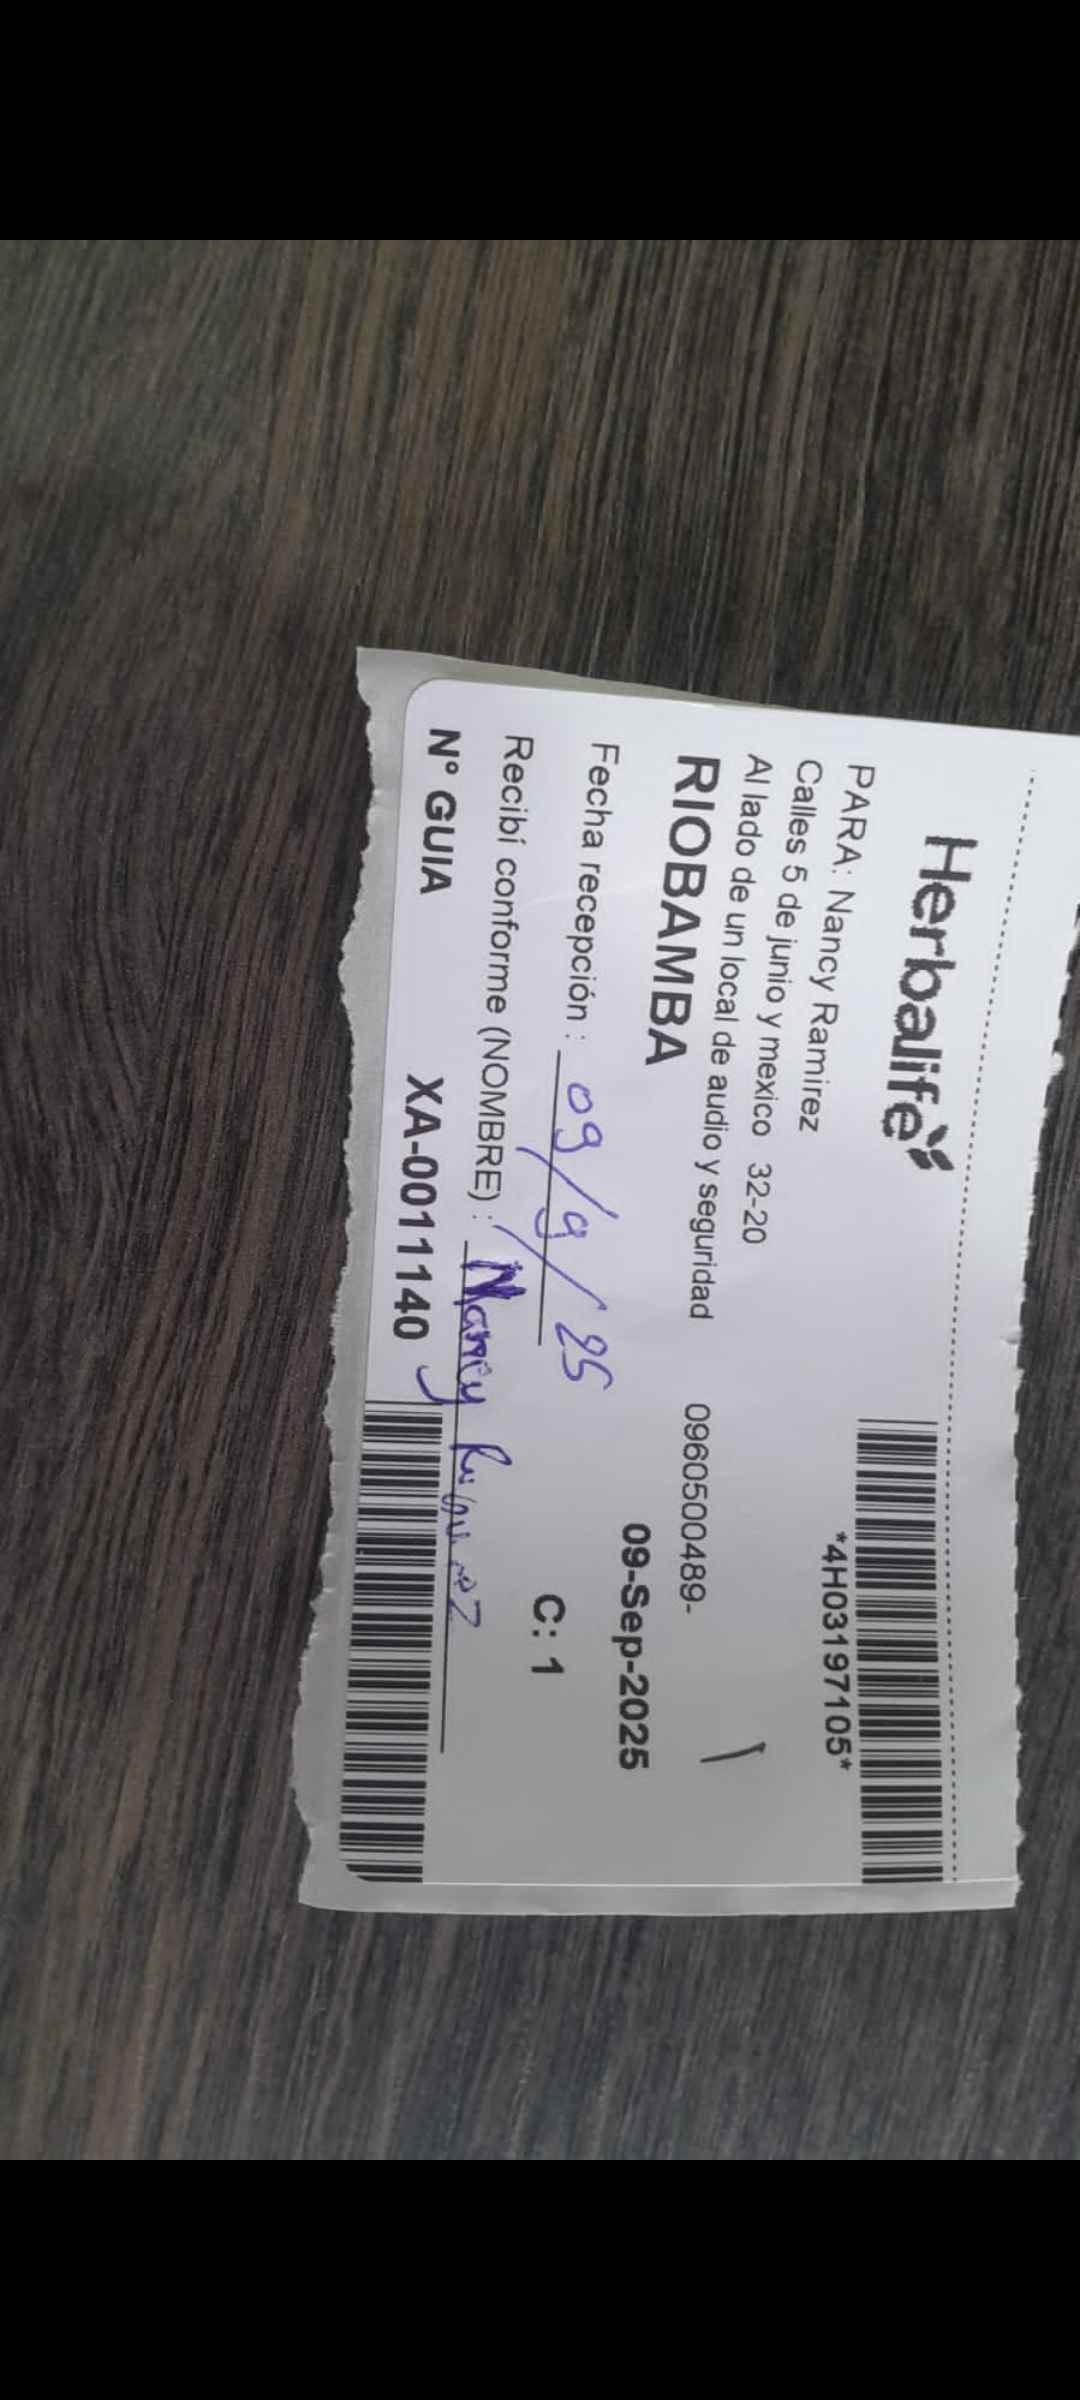 Herbalife
*4H03197105*
PARA: Nancy Ramirez
Calles 5 de junio y mexico 32-20
Al lado de un local de audio y seguridad 0960500489-
RIOBAMBA
09-Sep-2025
Fecha recepción : 09/9/25
C: 1
Recibí conforme (NOMBRE) : Nancy
N° GUIA XA-0011140